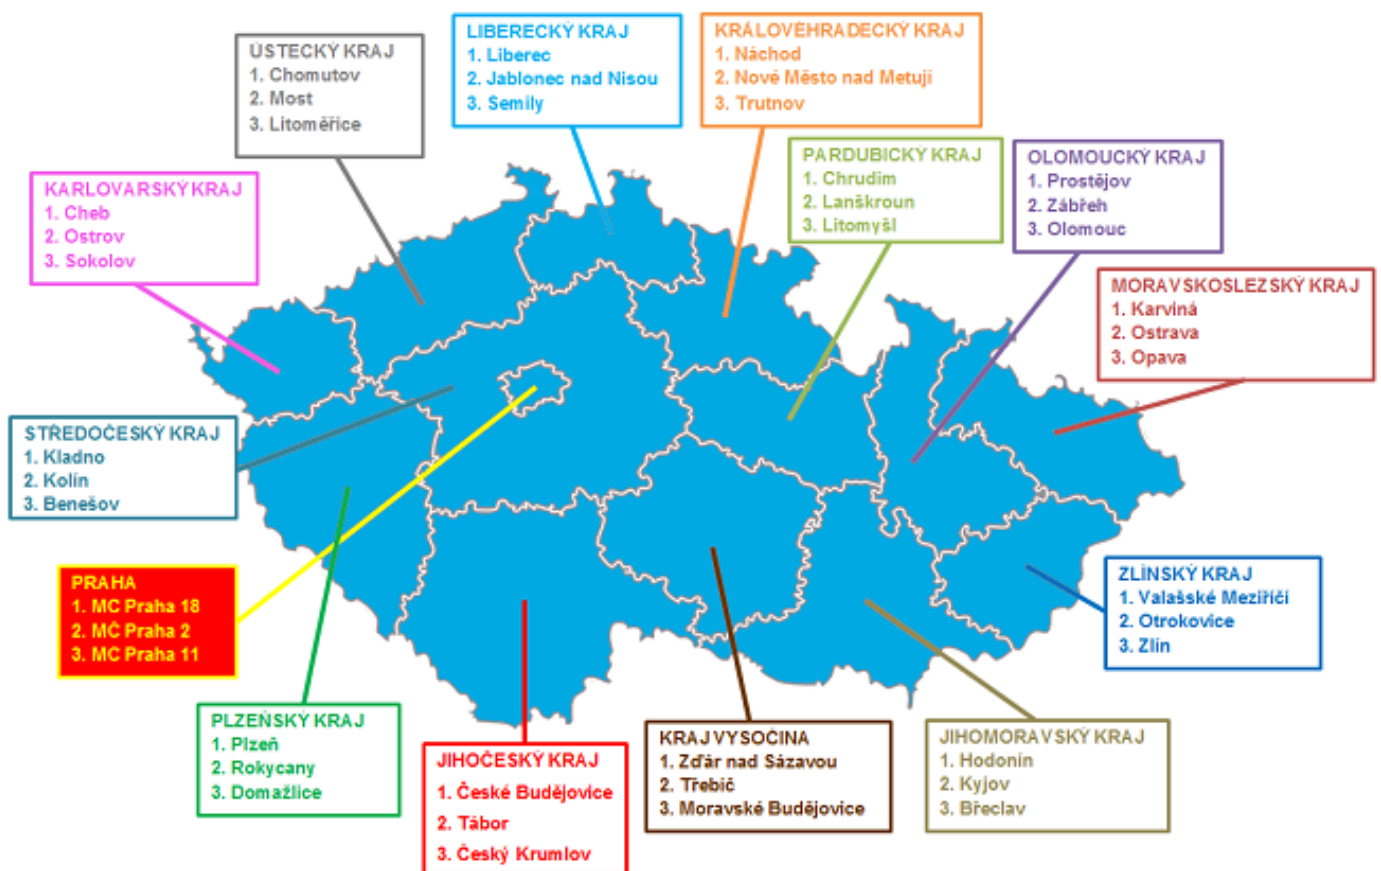 LIBERECKÝ KRAJ
1. Liberec
2. Jablonec nad Nisou
3. Semily
KRÁLOVÉHRADECKÝ KRAJ
1. Náchod
2. Nové Město nad Metují
3. Trutnov
ÚSTECKÝ KRAJ
1. Chomutov
2. Most
3. Litoměřice
PARDUBICKÝ KRAJ
1. Chrudim
2. Lanškroun
3. Litomyšl
OLOMOUCKÝ KRAJ
1. Prostějov
2. Zábřeh
3. Olomouc
KARLOVARSKÝ KRAJ
1. Cheb
2. Ostrov
3. Sokolov
MORAVSKOSLEZSKÝ KRAJ
1. Karviná
2. Ostrava
3. Opava
STŘEDOČESKÝ KRAJ
1. Kladno
2. Kolín
3. Benešov
PRAHA
1. MC Praha 18
2. MČ Praha 2
3. MC Praha 11
ZLÍNSKÝ KRAJ
1. Valašské Meziříčí
2. Otrokovice
3. Zlín
PLZEŇSKÝ KRAJ
1. Plzeň
2. Rokycany
3. Domažlice
JIHOČESKÝ KRAJ
1. České Budějovice
2. Tábor
3. Český Krumlov
KRAJ VYSOČINA
1. Zďár nad Sázavou
2. Třebíč
3. Moravské Budějovice
JIHOMORAVSKÝ KRAJ
1. Hodonín
2. Kyjov
3. Břeclav